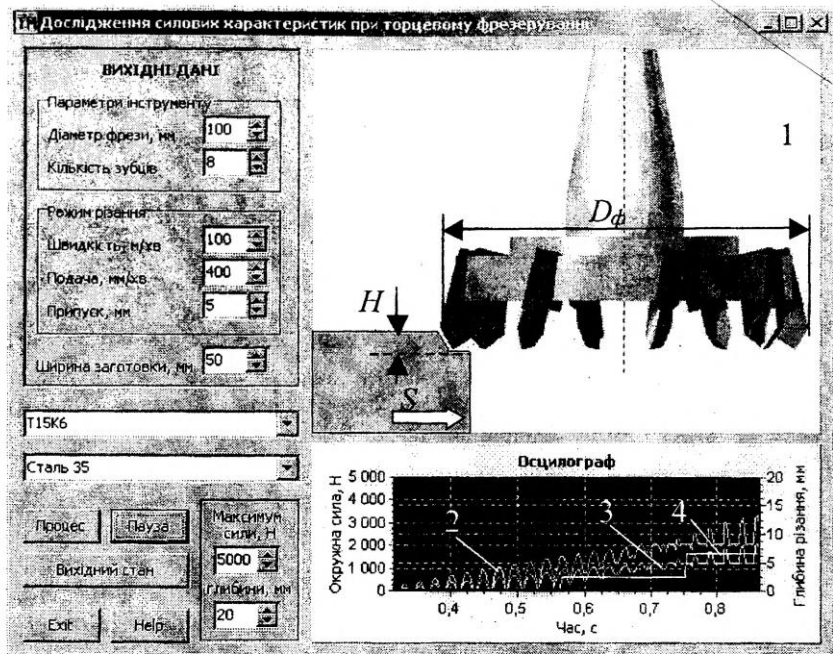 Дослідження силових характеристик при торцевому фрезеруванні
ВИХІДНІ ДАНІ
Параметри інструменту
Діаметр фрези, мм 100
Кількість зубців 8
Режим різання
Швидкість, м/хв 100
Подача, мм/хв 400
Припуск, мм 5
Ширина заготовки, мм 50
T15K6
Сталь 35
Процес Пауза
Вихідний стан
Exit Help
Максимум
сили, Н
5000
глибини, мм
20
1
Dф
H
S
Осцилограф
Окружна сила, Н
5 000
4 000
3 000
2 000
1 000
0
2 3 4
20
15
10
5
0
Глибина різання, мм
0,4 0,5 0,6 0,7 0,8
Час, с